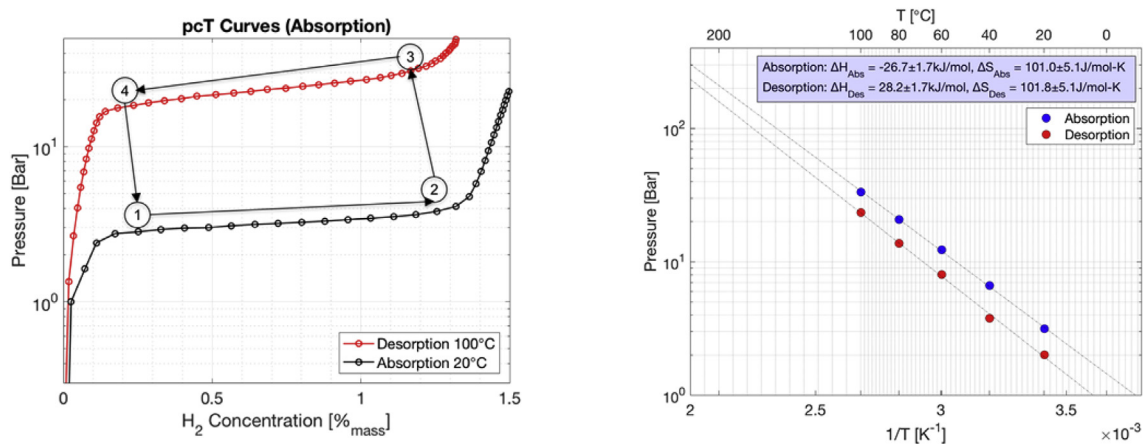 pcT Curves (Absorption)
Pressure [Bar]
10¹
10⁰
3
4
2
1
Desorption 100°C
Absorption 20°C
0
0.5
1
1.5
H₂ Concentration [%mass]
T [°C]
200
100
80
60
40
20
0
Absorption: ΔH_Abs = -26.7±1.7kJ/mol, ΔS_Abs = 101.0±5.1J/mol-K
Desorption: ΔH_Des = 28.2±1.7kJ/mol, ΔS_Des = 101.8±5.1J/mol-K
Absorption
Desorption
Pressure [Bar]
10²
10¹
10⁰
2
2.5
3
3.5
×10⁻³
1/T [K⁻¹]